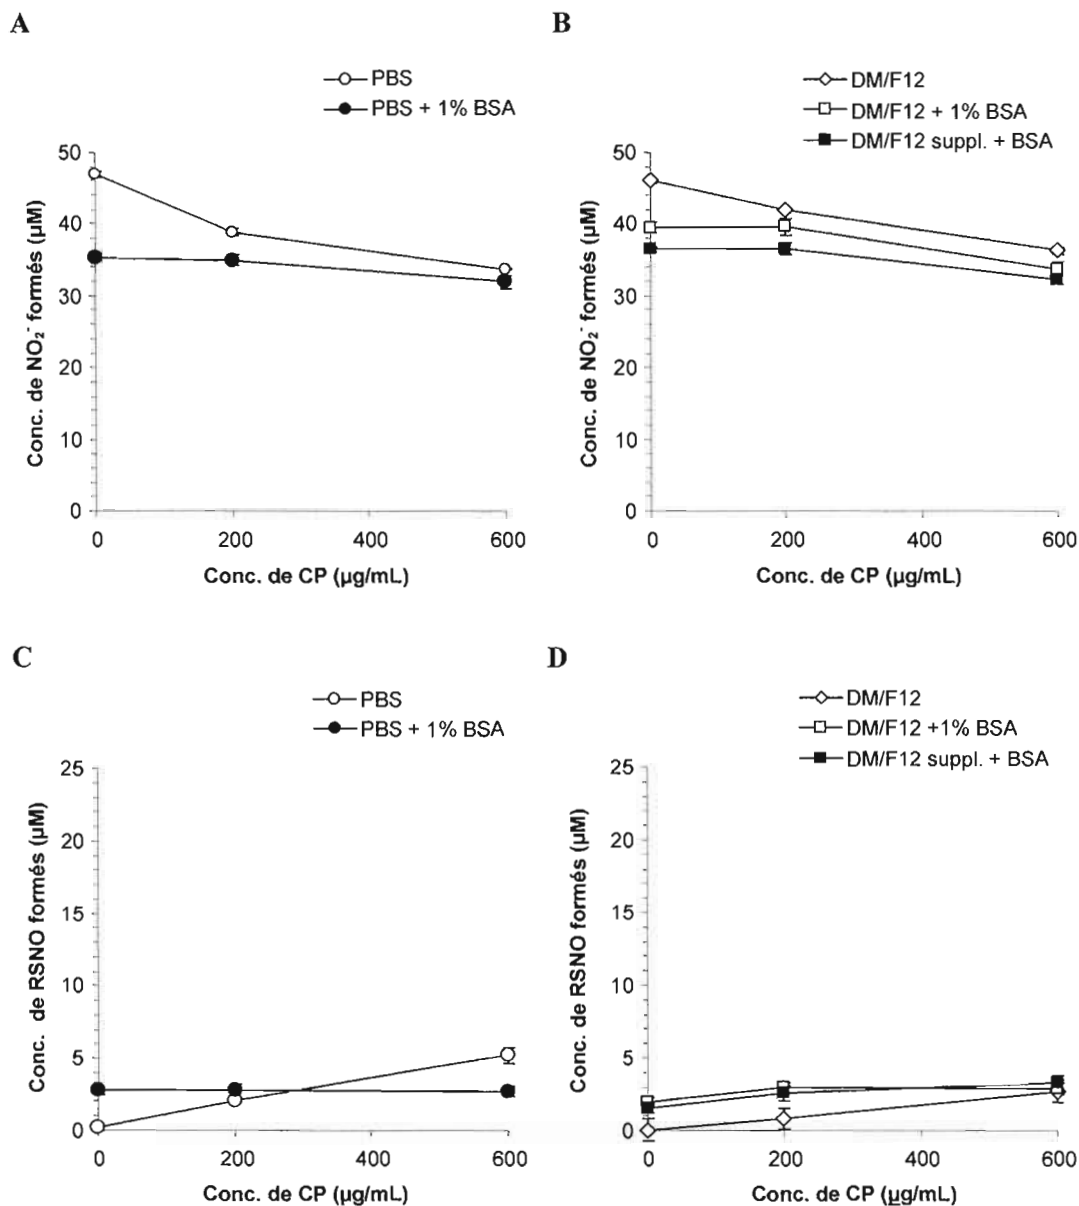 A
PBS
PBS + 1% BSA
50
40
30
20
10
0
Conc. de NO₂⁻ formés (µM)
0 200 400 600
Conc. de CP (µg/mL)
B
DM/F12
DM/F12 + 1% BSA
DM/F12 suppl. + BSA
50
40
30
20
10
0
Conc. de NO₂⁻ formés (µM)
0 200 400 600
Conc. de CP (µg/mL)
C
PBS
PBS + 1% BSA
25
20
15
10
5
0
Conc. de RSNO formés (µM)
0 200 400 600
Conc. de CP (µg/mL)
D
DM/F12
DM/F12 +1% BSA
DM/F12 suppl. + BSA
25
20
15
10
5
0
Conc. de RSNO formés (µM)
0 200 400 600
Conc. de CP (µg/mL)